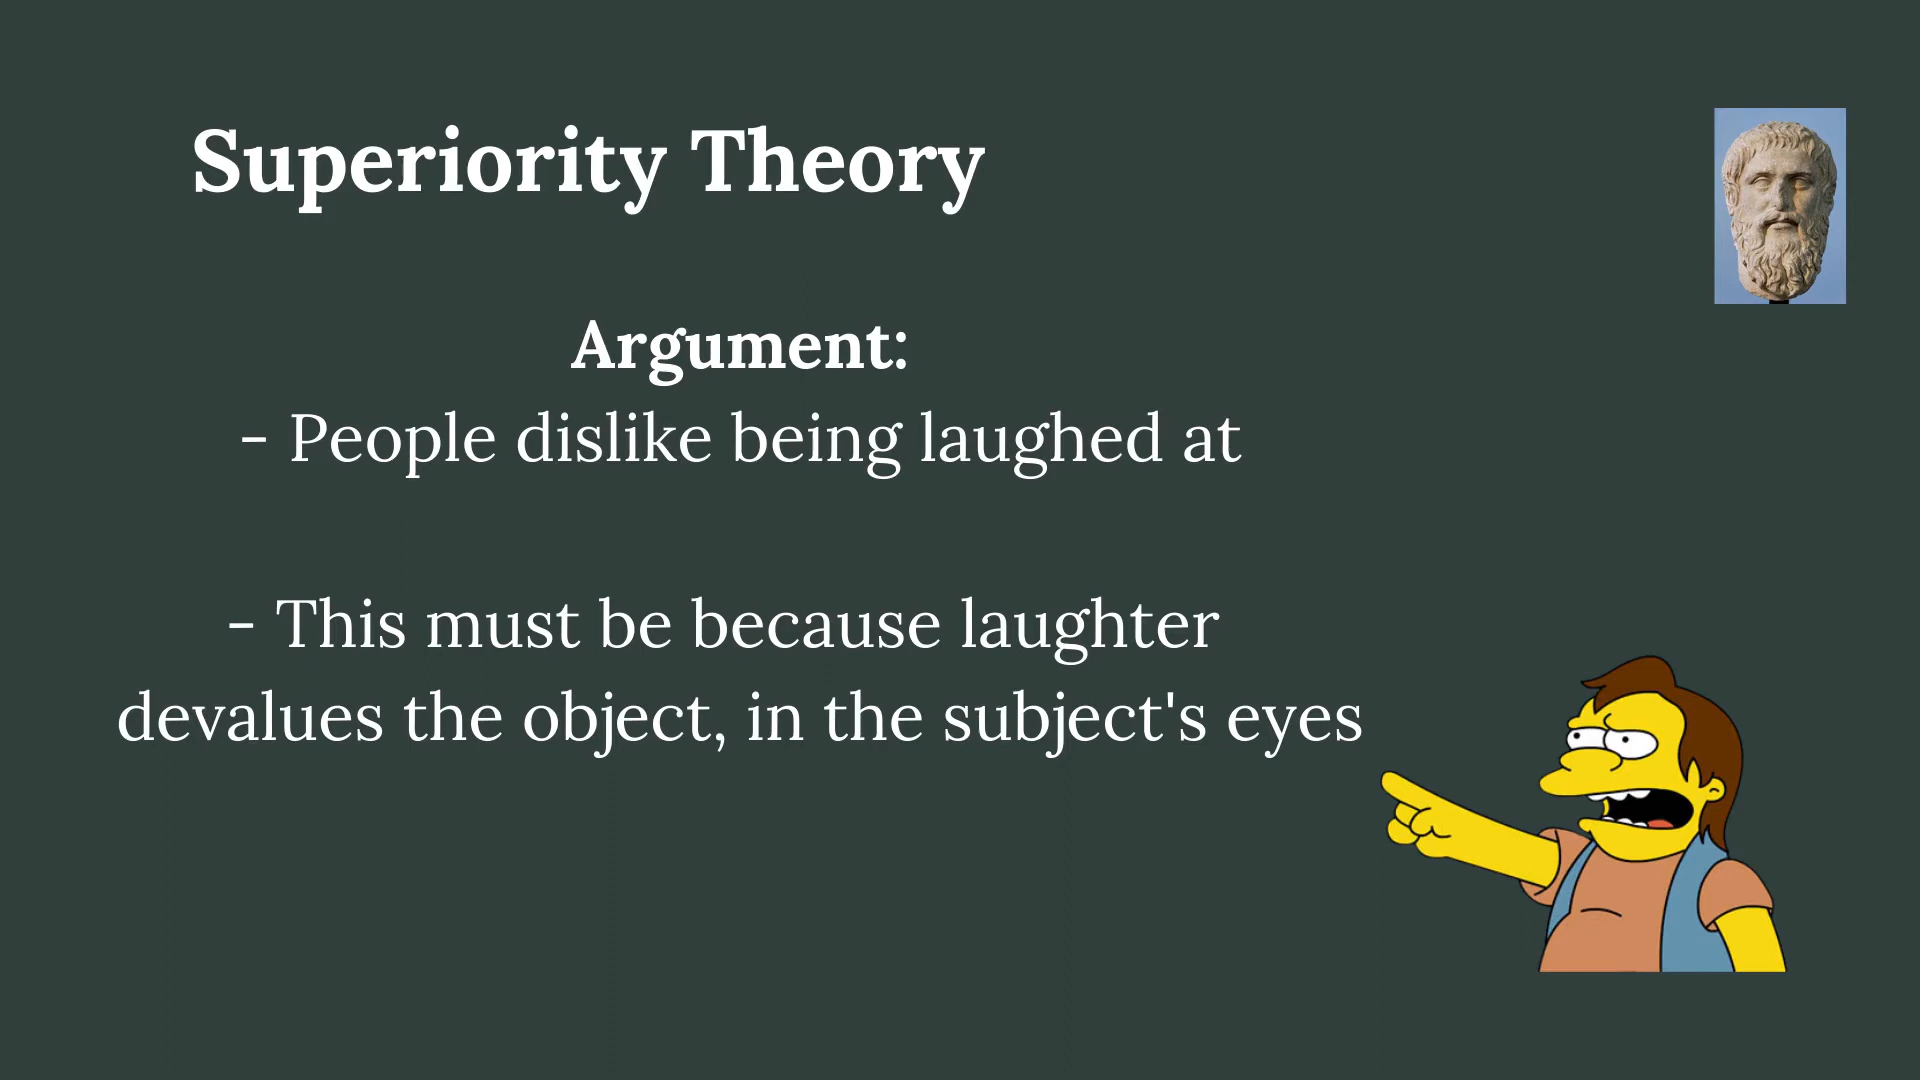 Superiority Theory
Argument:
- People dislike being laughed at
- This must be because laughter
devalues the object, in the subject's eyes